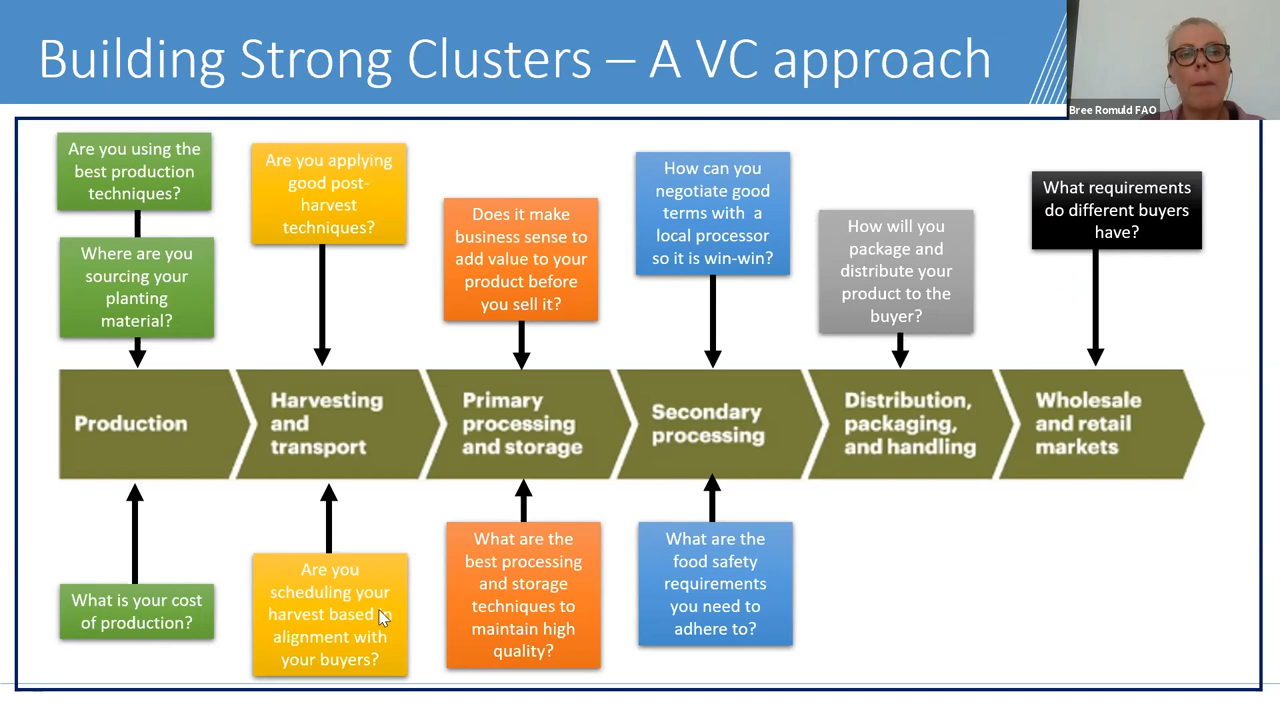 Building Strong Clusters – A VC approach
Bree Romuld FAO
Are you using the
best production
techniques?
Where are you
sourcing your
planting
material?
Are you applying
good post-
harvest
techniques?
Does it make
business sense to
add value to your
product before
you sell it?
How can you
negotiate good
terms with a
local processor
so it is win-win?
How will you
package and
distribute your
product to the
buyer?
What requirements
do different buyers
have?
Production
Harvesting
and
transport
Primary
processing
and storage
Secondary
processing
Distribution,
packaging,
and handling
Wholesale
and retail
markets
What is your cost
of production?
Are you
scheduling your
harvest based
alignment with
your buyers?
What are the
best processing
and storage
techniques to
maintain high
quality?
What are the
food safety
requirements
you need to
adhere to?